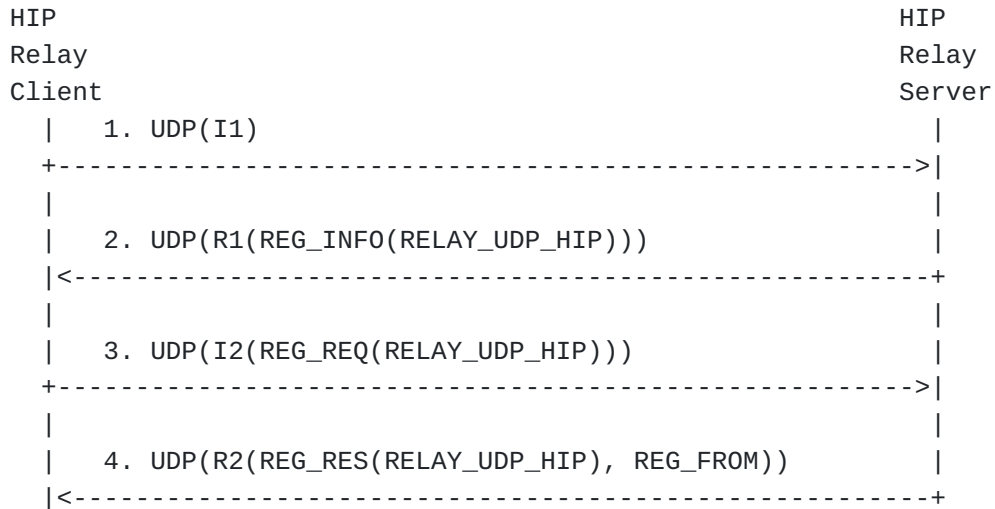 HIP                                                        HIP
Relay                                                      Relay
Client                                                     Server
  |   1. UDP(I1)                                             |
  +------------------------------------------------------->|
  |                                                          |
  |   2. UDP(R1(REG_INFO(RELAY_UDP_HIP)))                    |
  |<-------------------------------------------------------+
  |                                                          |
  |   3. UDP(I2(REG_REQ(RELAY_UDP_HIP)))                     |
  +------------------------------------------------------->|
  |                                                          |
  |   4. UDP(R2(REG_RES(RELAY_UDP_HIP), REG_FROM))           |
  |<-------------------------------------------------------+